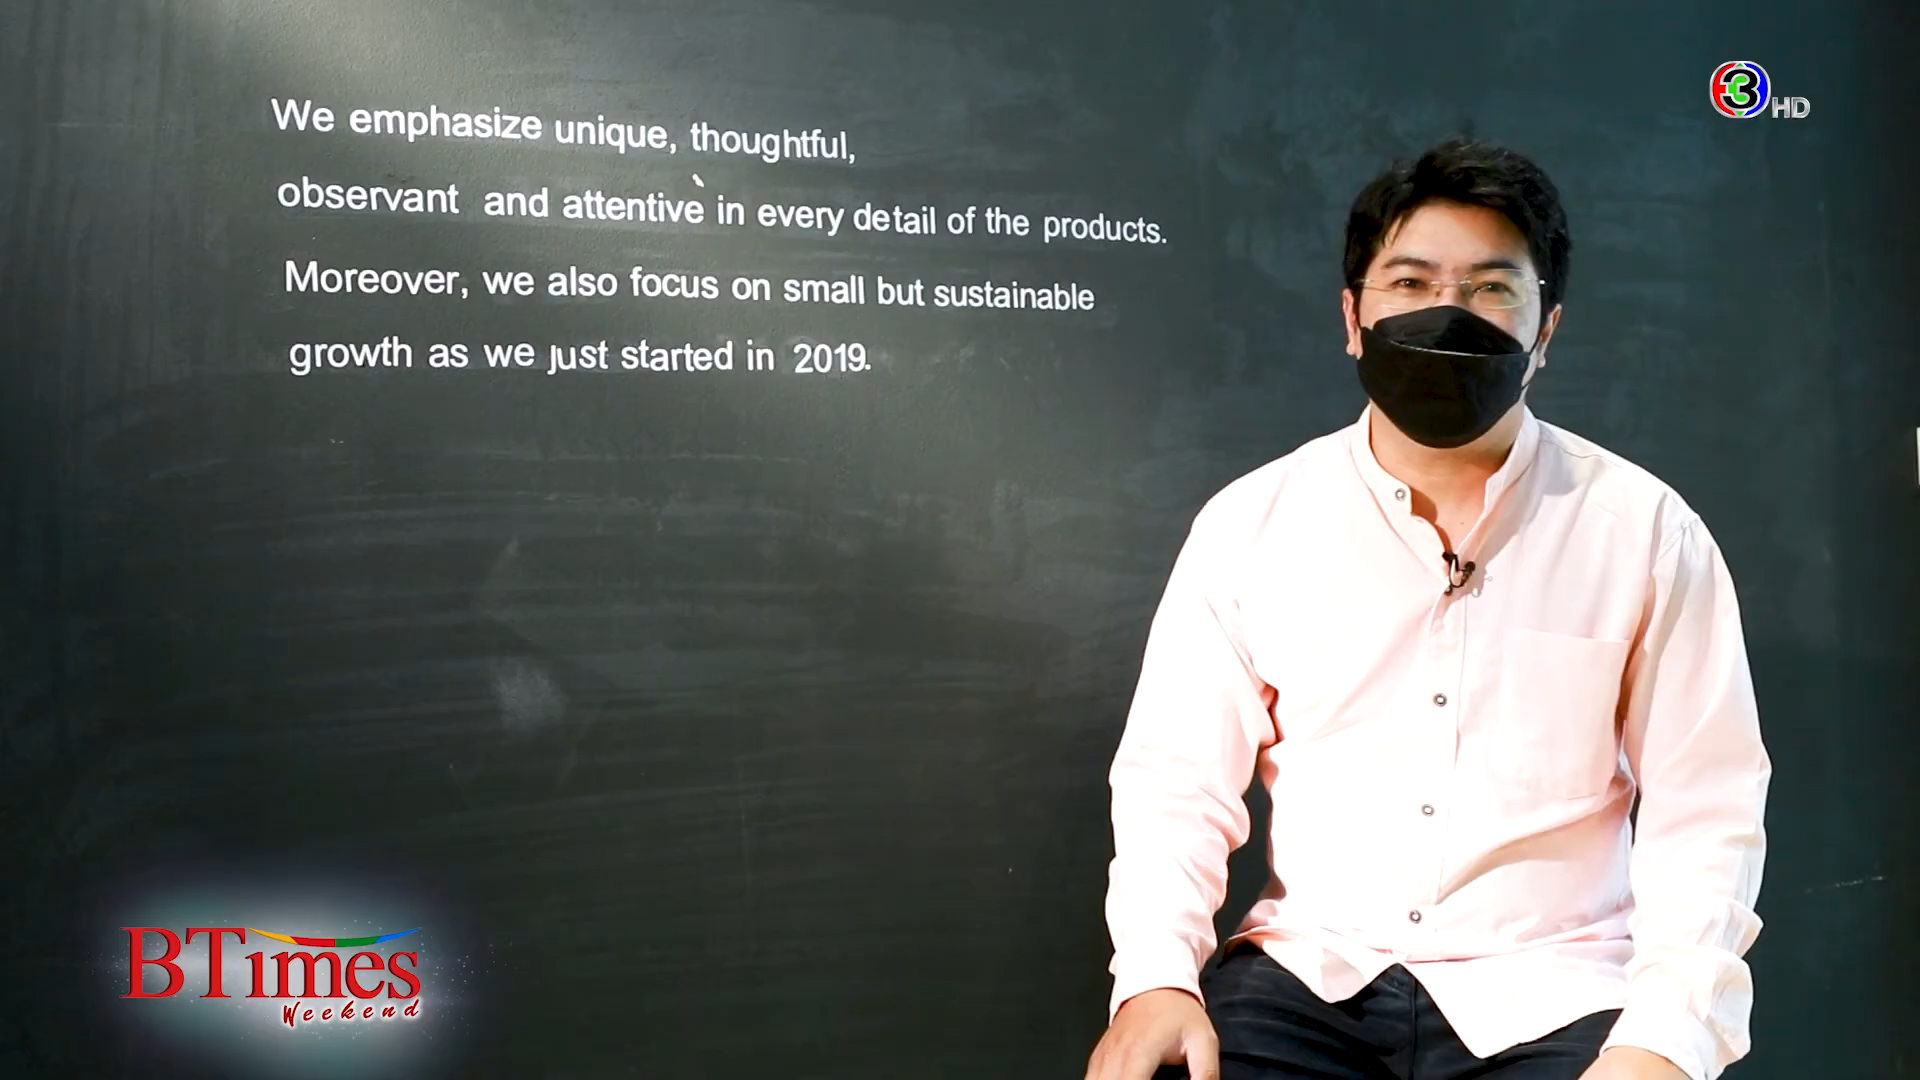 We emphasize unique, thoughtful,
observant and attentive in every detail of the products.
Moreover, we also focus on small but sustainable
growth as we just started in 2019.
3 HD
BTimes
Weekend